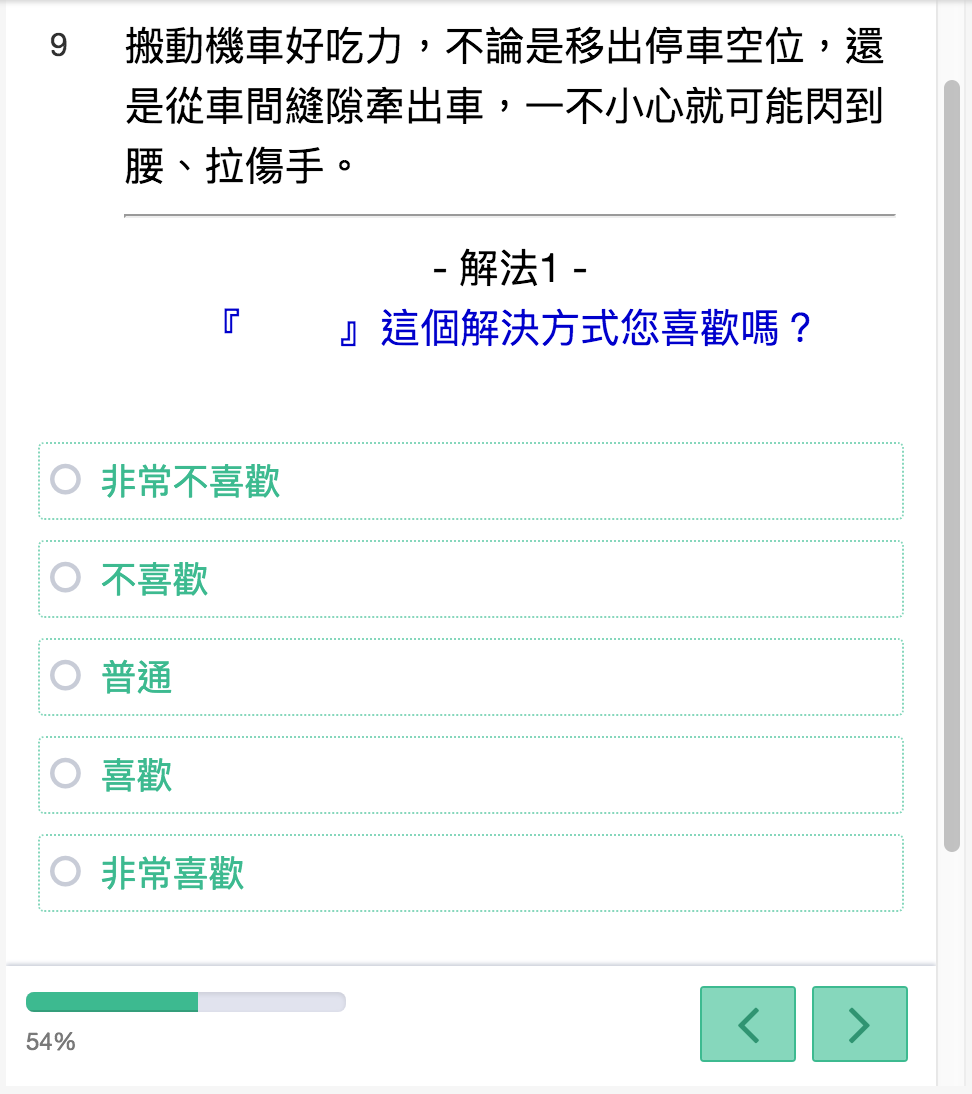 9
搬動機車好吃力，不論是移出停車空位，還
是從車間縫隙牽出車，一不小心就可能閃到
腰、拉傷手。
- 解法1 -
『　　』這個解決方式您喜歡嗎？
非常不喜歡
不喜歡
普通
喜歡
非常喜歡
54%